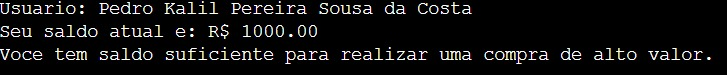 Usuario: Pedro Kalil Pereira Sousa da Costa
Seu saldo atual e: R$ 1000.00
Voce tem saldo suficiente para realizar uma compra de alto valor.